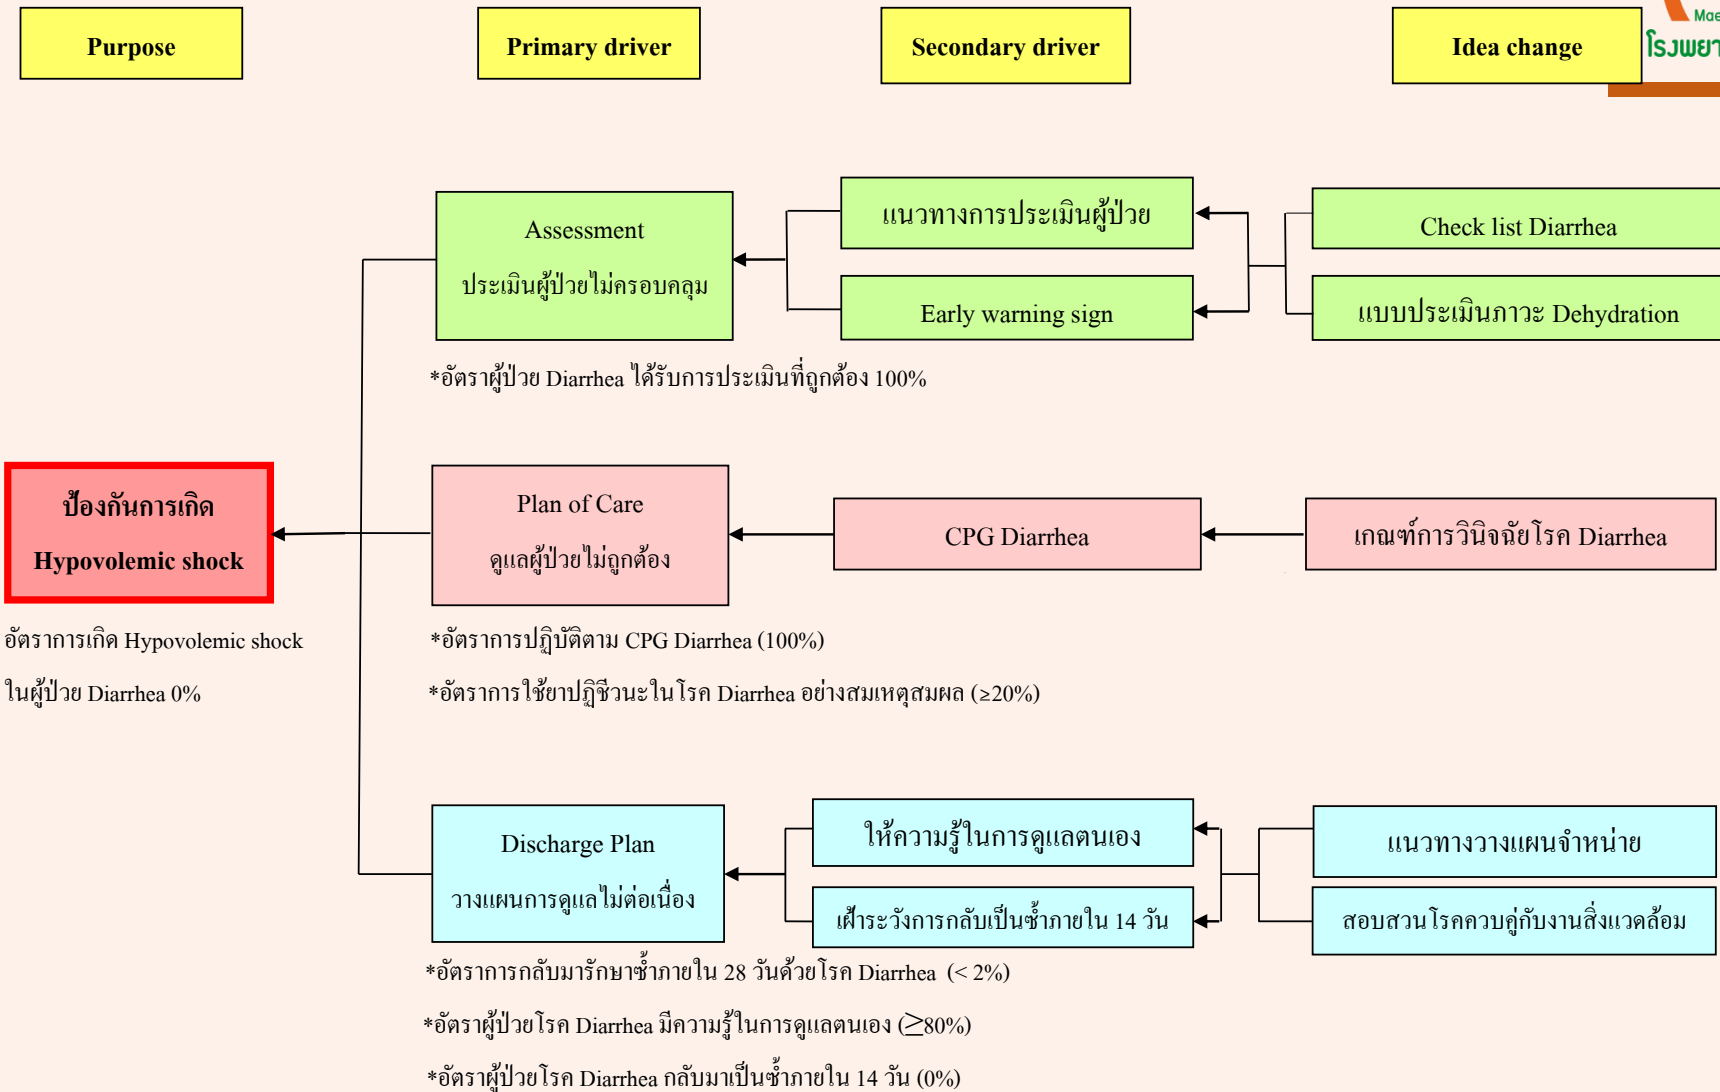 Purpose
Primary driver
Secondary driver
Idea change
Mae
โรงพยา
Assessment
ประเมินผู้ป่วยไม่ครอบคลุม
แนวทางการประเมินผู้ป่วย
Early warning sign
Check list Diarrhea
แบบประเมินภาวะ Dehydration
*อัตราผู้ป่วย Diarrhea ได้รับการประเมินที่ถูกต้อง 100%
ป้องกันการเกิด
Hypovolemic shock
Plan of Care
ดูแลผู้ป่วยไม่ถูกต้อง
CPG Diarrhea
เกณฑ์การวินิจฉัยโรค Diarrhea
อัตราการเกิด Hypovolemic shock
ในผู้ป่วย Diarrhea 0%
*อัตราการปฏิบัติตาม CPG Diarrhea (100%)
*อัตราการใช้ยาปฏิชีวนะในโรค Diarrhea อย่างสมเหตุสมผล (≥20%)
Discharge Plan
วางแผนการดูแลไม่ต่อเนื่อง
ให้ความรู้ในการดูแลตนเอง
เฝ้าระวังการกลับเป็นซ้ำภายใน 14 วัน
แนวทางวางแผนจำหน่าย
สอบสวนโรคควบคู่กับงานสิ่งแวดล้อม
*อัตราการกลับมารักษาซ้ำภายใน 28 วันด้วยโรค Diarrhea (< 2%)
*อัตราผู้ป่วยโรค Diarrhea มีความรู้ในการดูแลตนเอง (≥80%)
*อัตราผู้ป่วยโรค Diarrhea กลับมาเป็นซ้ำภายใน 14 วัน (0%)